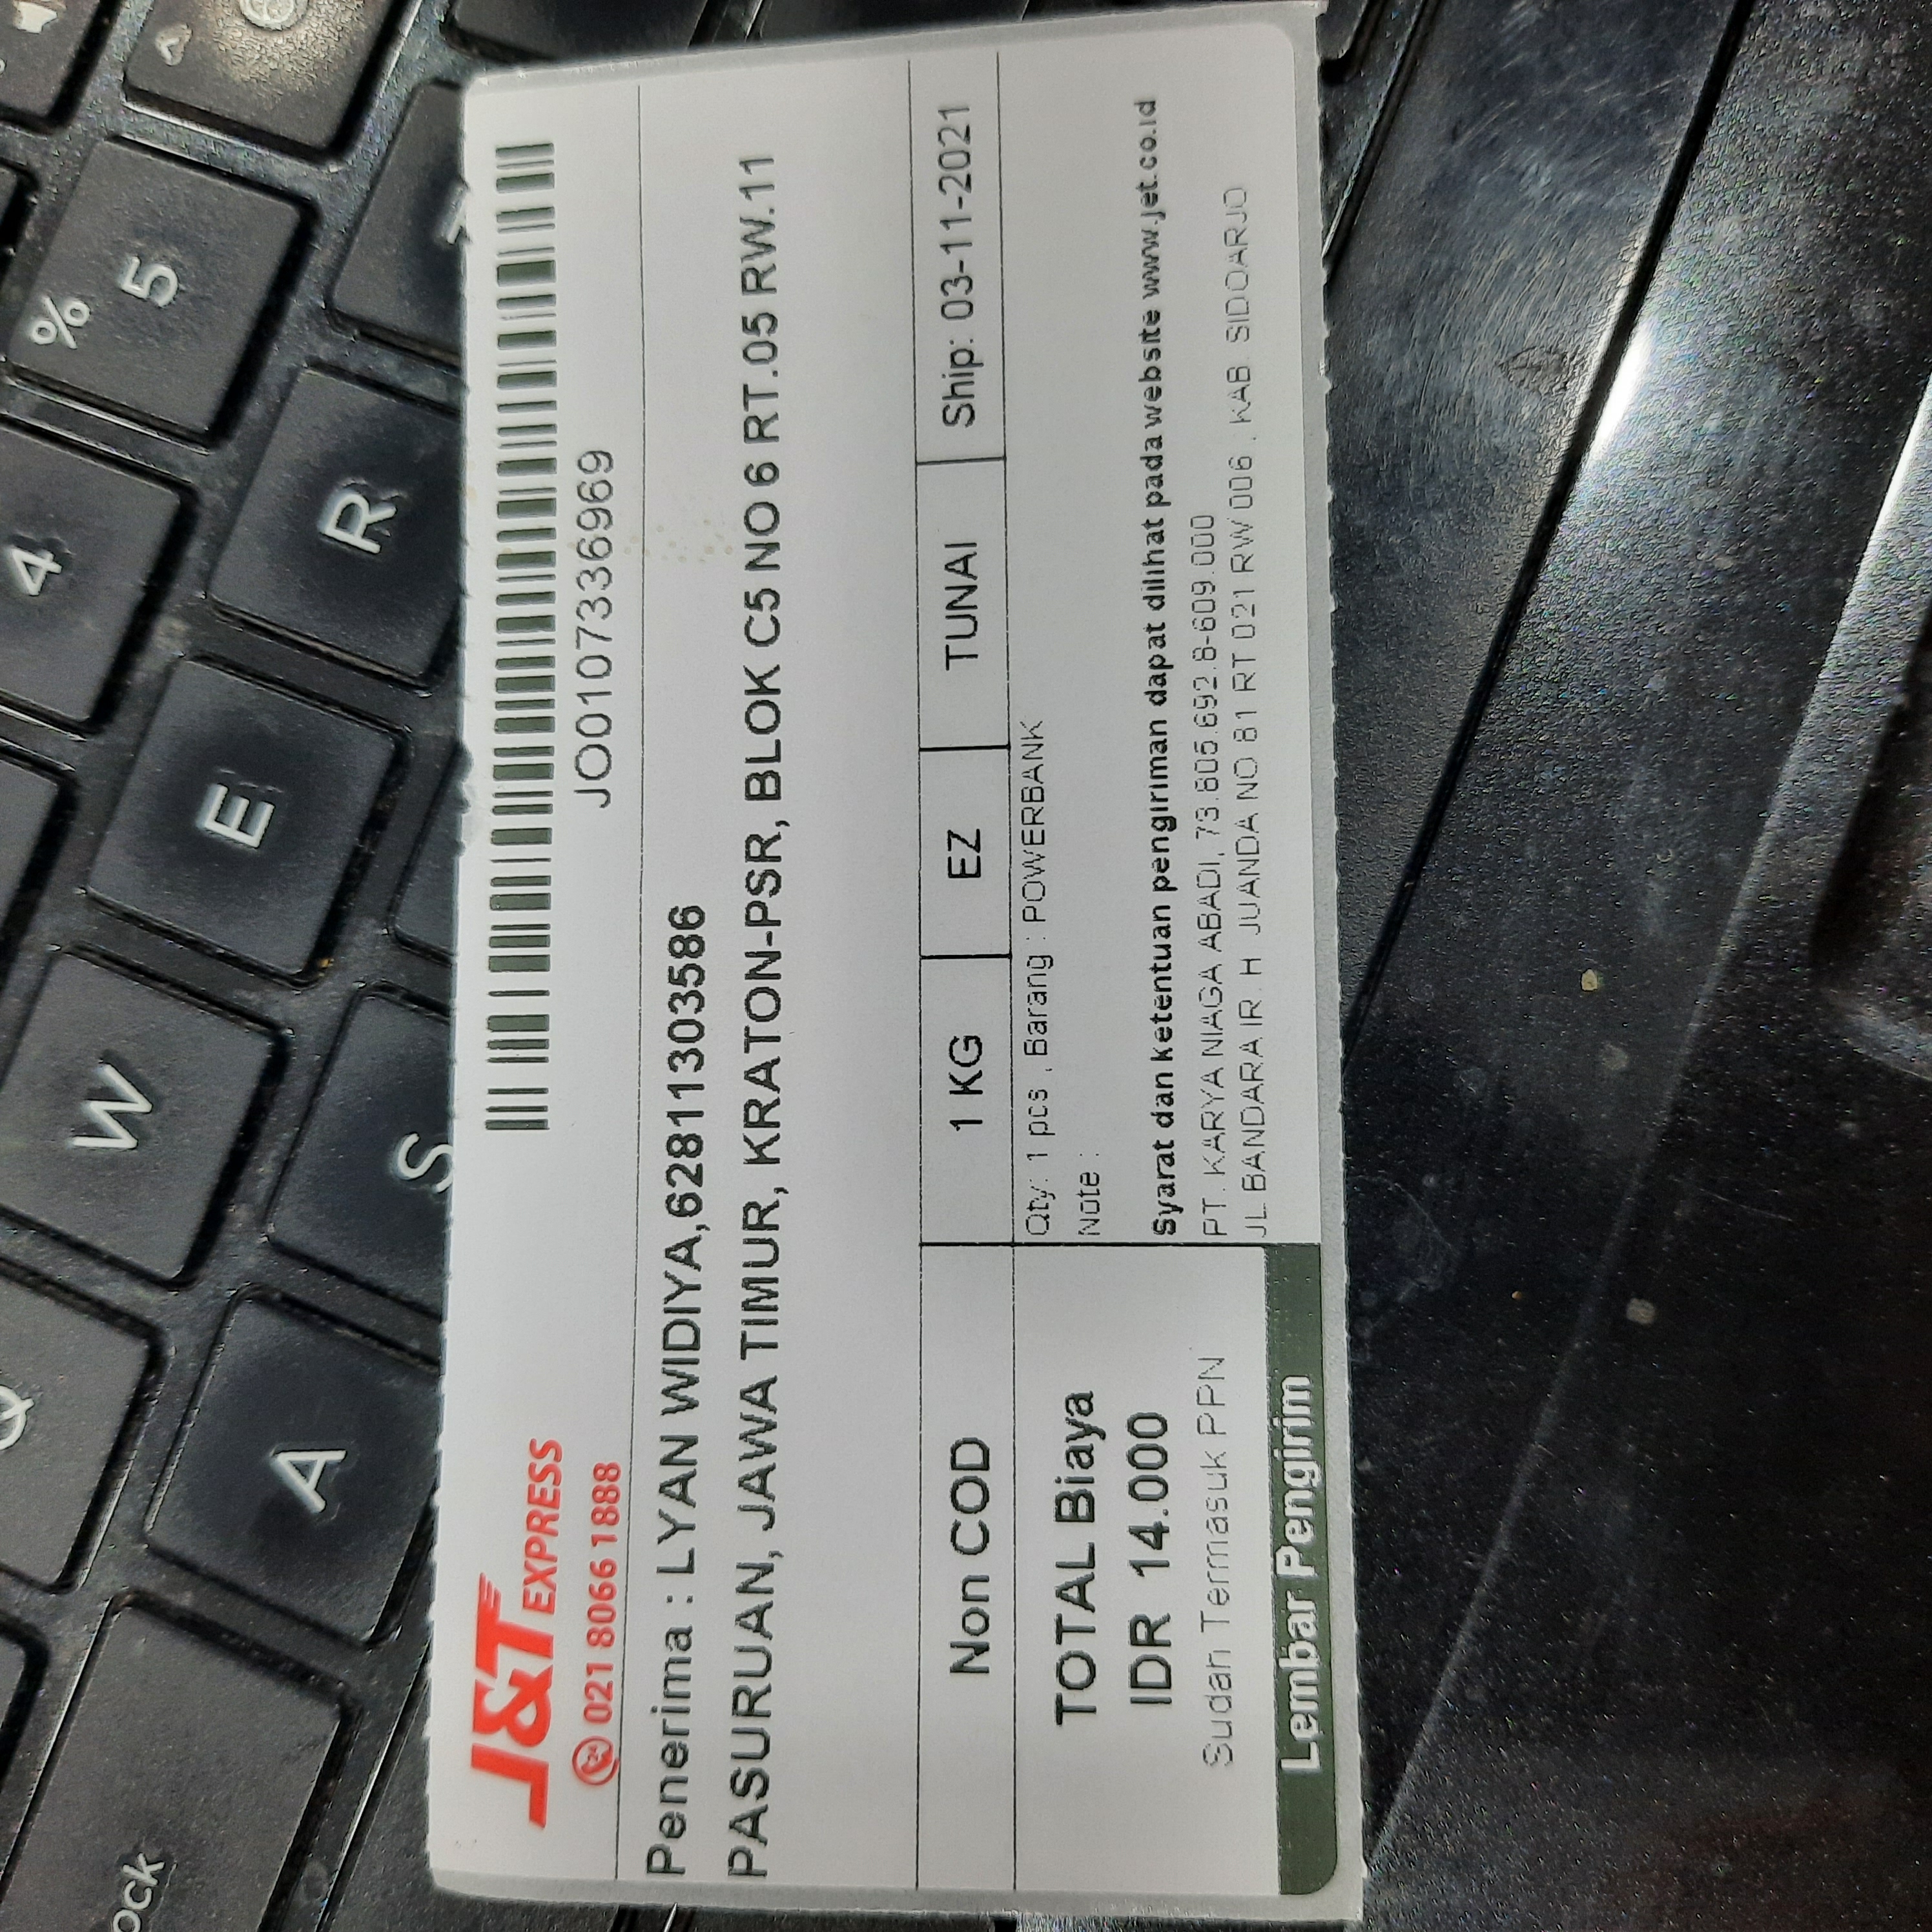 Q
W
4
%
5
ock
A
E
R
S
J&T EXPRESS
24
021 8066 1888
JO0107336969
Penerima : LYAN WIDIYA,62811303586
PASURUAN, JAWA TIMUR, KRATON-PSR, BLOK C5 NO 6 RT.05 RW.11
Non COD
1 KG
EZ
TUNAI
Ship: 03-11-2021
TOTAL Biaya
IDR 14.000
Sudah Termasuk PPN
Lembar Pengirim
Qty: 1 pcs , Barang : POWERBANK
Note :
Syarat dan ketentuan pengiriman dapat dilihat pada website www.jet.co.id
PT. KARYA NIAGA ABADI, 73.805.692.8-609.000
JL BANDARA IR. H. JUANDA NO 81 RT 021 RW 006 , KAB. SIDOARJO